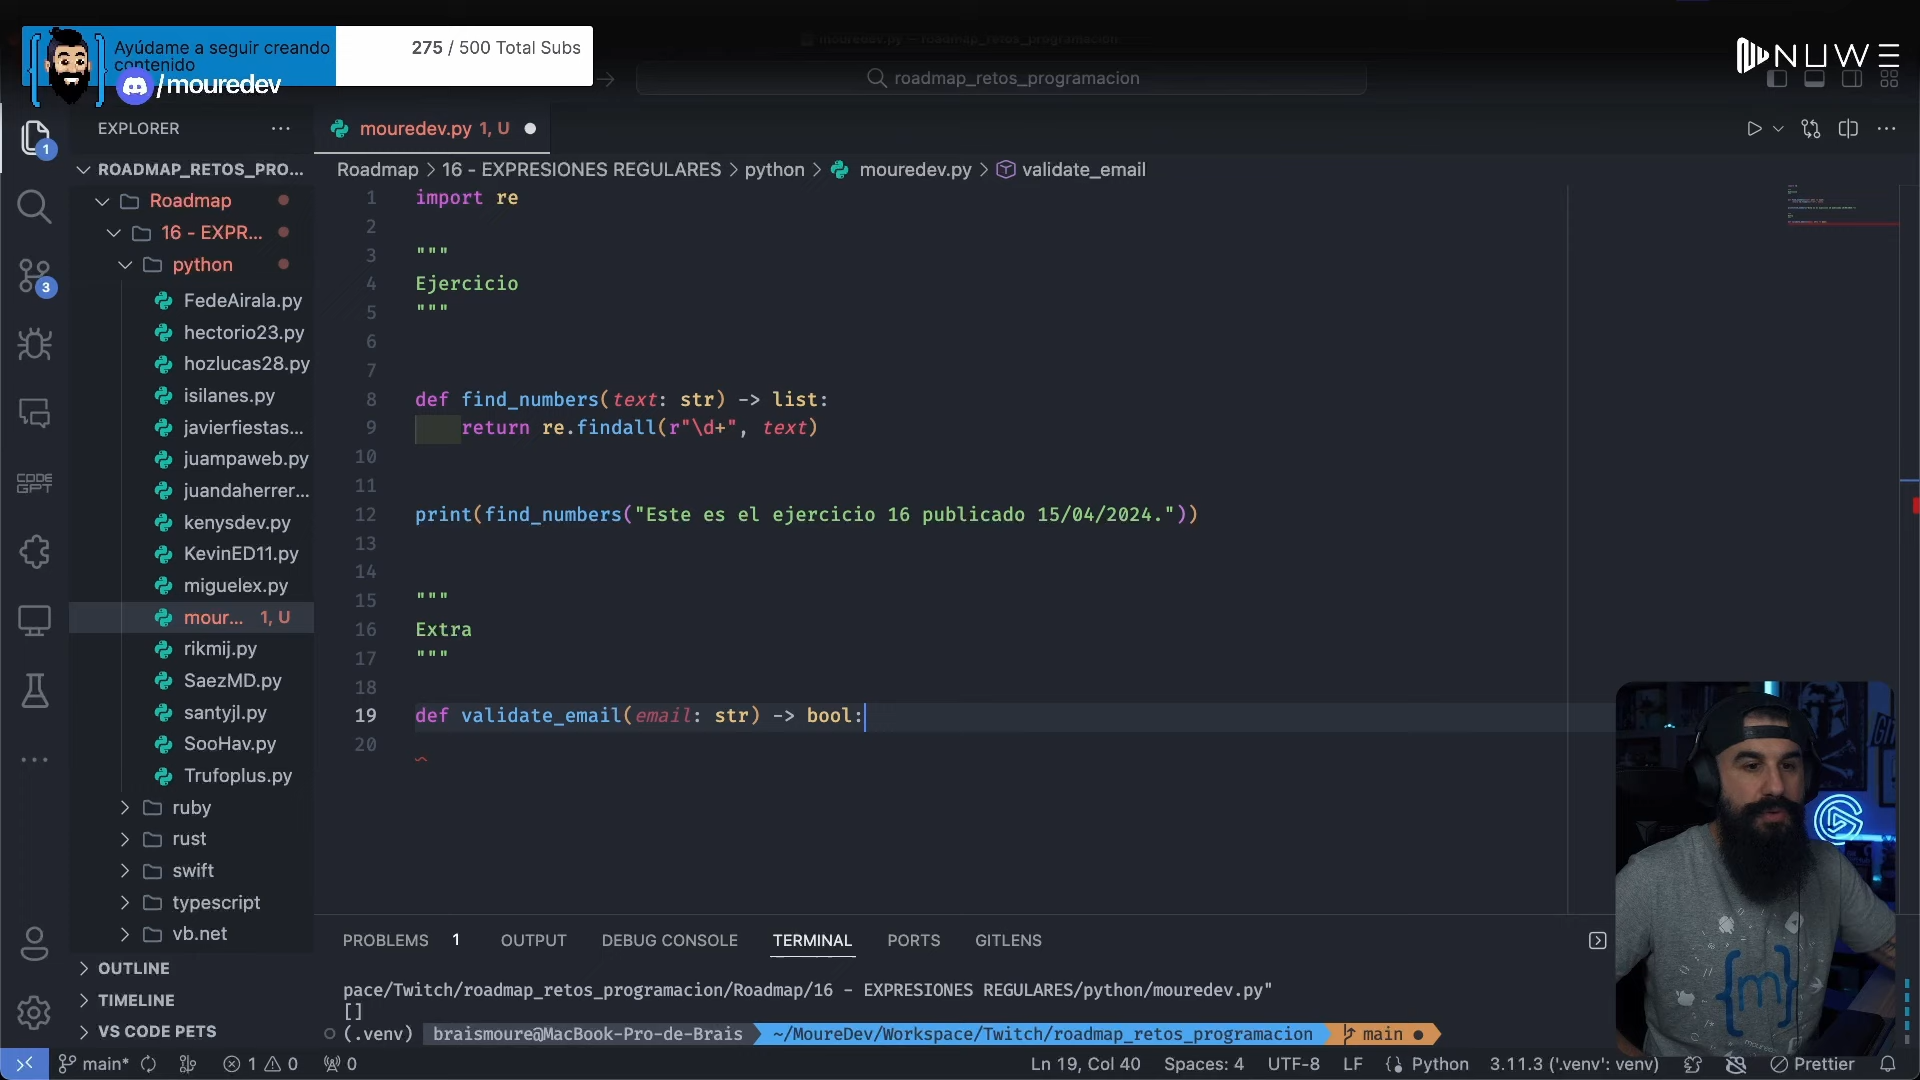 Ayúdame a seguir creando
contenido
/mouredev
275 / 500 Total Subs
roadmap_retos_programacion
NUWE
EXPLORER
mouredev.py 1, U
1
ROADMAP_RETOS_PRO...
Roadmap > 16 - EXPRESIONES REGULARES > python > mouredev.py > validate_email
Roadmap
16 - EXPR...
python
FedeAirala.py
hectorio23.py
hozlucas28.py
isilanes.py
javierfiestas...
juampaweb.py
juandaherrer...
kenysdev.py
KevinED11.py
miguelex.py
mour... 1, U
rikmij.py
SaezMD.py
santyjl.py
SooHav.py
Trufoplus.py
ruby
rust
swift
typescript
vb.net
OUTLINE
TIMELINE
VS CODE PETS
3
CODE
GPT
1 import re
2
3 """
4 Ejercicio
5 """
6
7
8 def find_numbers(text: str) -> list:
9 return re.findall(r"\d+", text)
10
11
12 print(find_numbers("Este es el ejercicio 16 publicado 15/04/2024."))
13
14
15 """
16 Extra
17 """
18
19 def validate_email(email: str) -> bool:
20
PROBLEMS 1 OUTPUT DEBUG CONSOLE TERMINAL PORTS GITLENS
pace/Twitch/roadmap_retos_programacion/Roadmap/16 - EXPRESIONES REGULARES/python/mouredev.py"
[]
(.venv) braismoure@MacBook-Pro-de-Brais ~/MoureDev/Workspace/Twitch/roadmap_retos_programacion main
{m}
main* 1 0 0 Ln 19, Col 40 Spaces: 4 UTF-8 LF {} Python 3.11.3 ('.venv': venv) Prettier